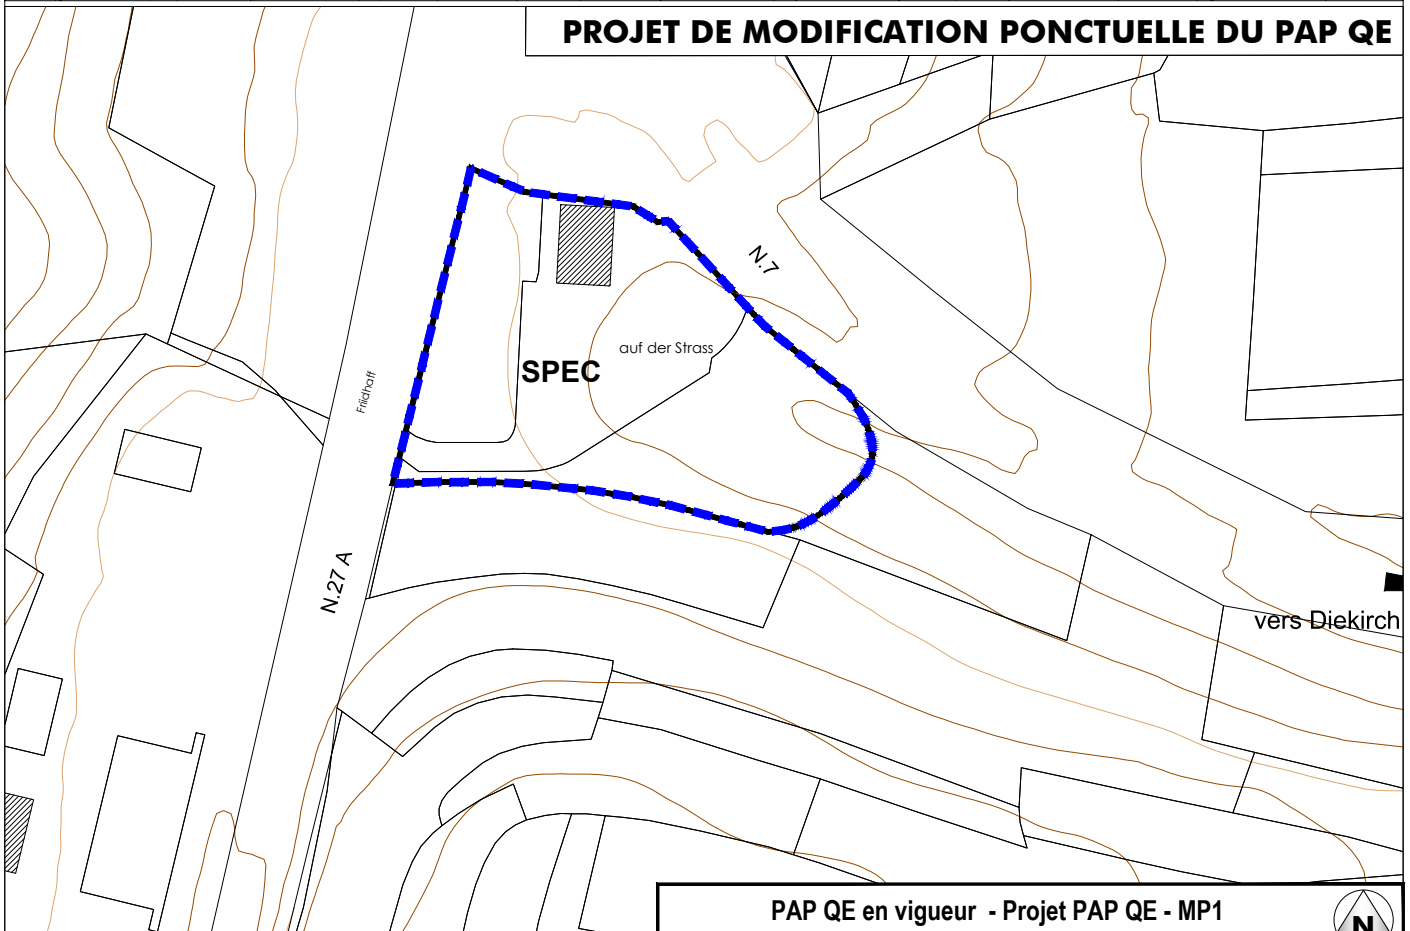 PROJET DE MODIFICATION PONCTUELLE DU PAP QE
N.7
auf der Strass
SPEC
Friidhaff
N.27 A
vers Diekirch
PAP QE en vigueur - Projet PAP QE - MP1
N